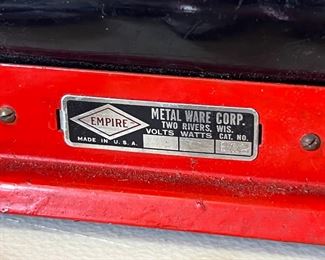 EMPIRE
MADE IN U. S. A.
METAL WARE CORP.
TWO RIVERS, WIS.
VOLTS WATTS CAT. NO.